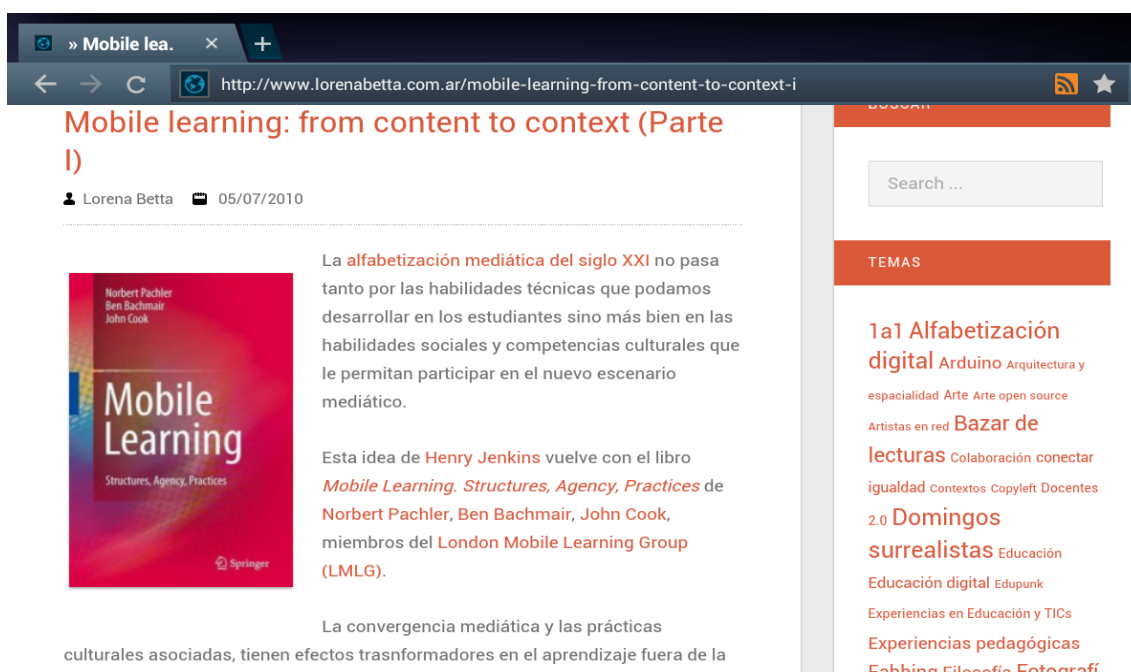 » Mobile lea.
http://www.lorenabetta.com.ar/mobile-learning-from-content-to-context-i
Mobile learning: from content to context (Parte
I)
Lorena Betta 05/07/2010
Norbert Pachler
Ben Bachmair
John Cook
Mobile
Learning
Structures, Agency, Practices
Springer
La alfabetización mediática del siglo XXI no pasa
tanto por las habilidades técnicas que podamos
desarrollar en los estudiantes sino más bien en las
habilidades sociales y competencias culturales que
le permitan participar en el nuevo escenario
mediático.
Esta idea de Henry Jenkins vuelve con el libro
Mobile Learning. Structures, Agency, Practices de
Norbert Pachler, Ben Bachmair, John Cook,
miembros del London Mobile Learning Group
(LMLG).
La convergencia mediática y las prácticas
culturales asociadas, tienen efectos trasnformadores en el aprendizaje fuera de la
BUSCAR
Search ...
TEMAS
1a1 Alfabetización
digital Arduino Arquitectura y
espacialidad Arte Arte open source
Artistas en red Bazar de
lecturas Colaboración conectar
igualdad Contextos Copyleft Docentes
2.0 Domingos
surrealistas Educación
Educación digital Edupunk
Experiencias en Educación y TICs
Experiencias pedagógicas
Fabbing Filosofía Fotografí